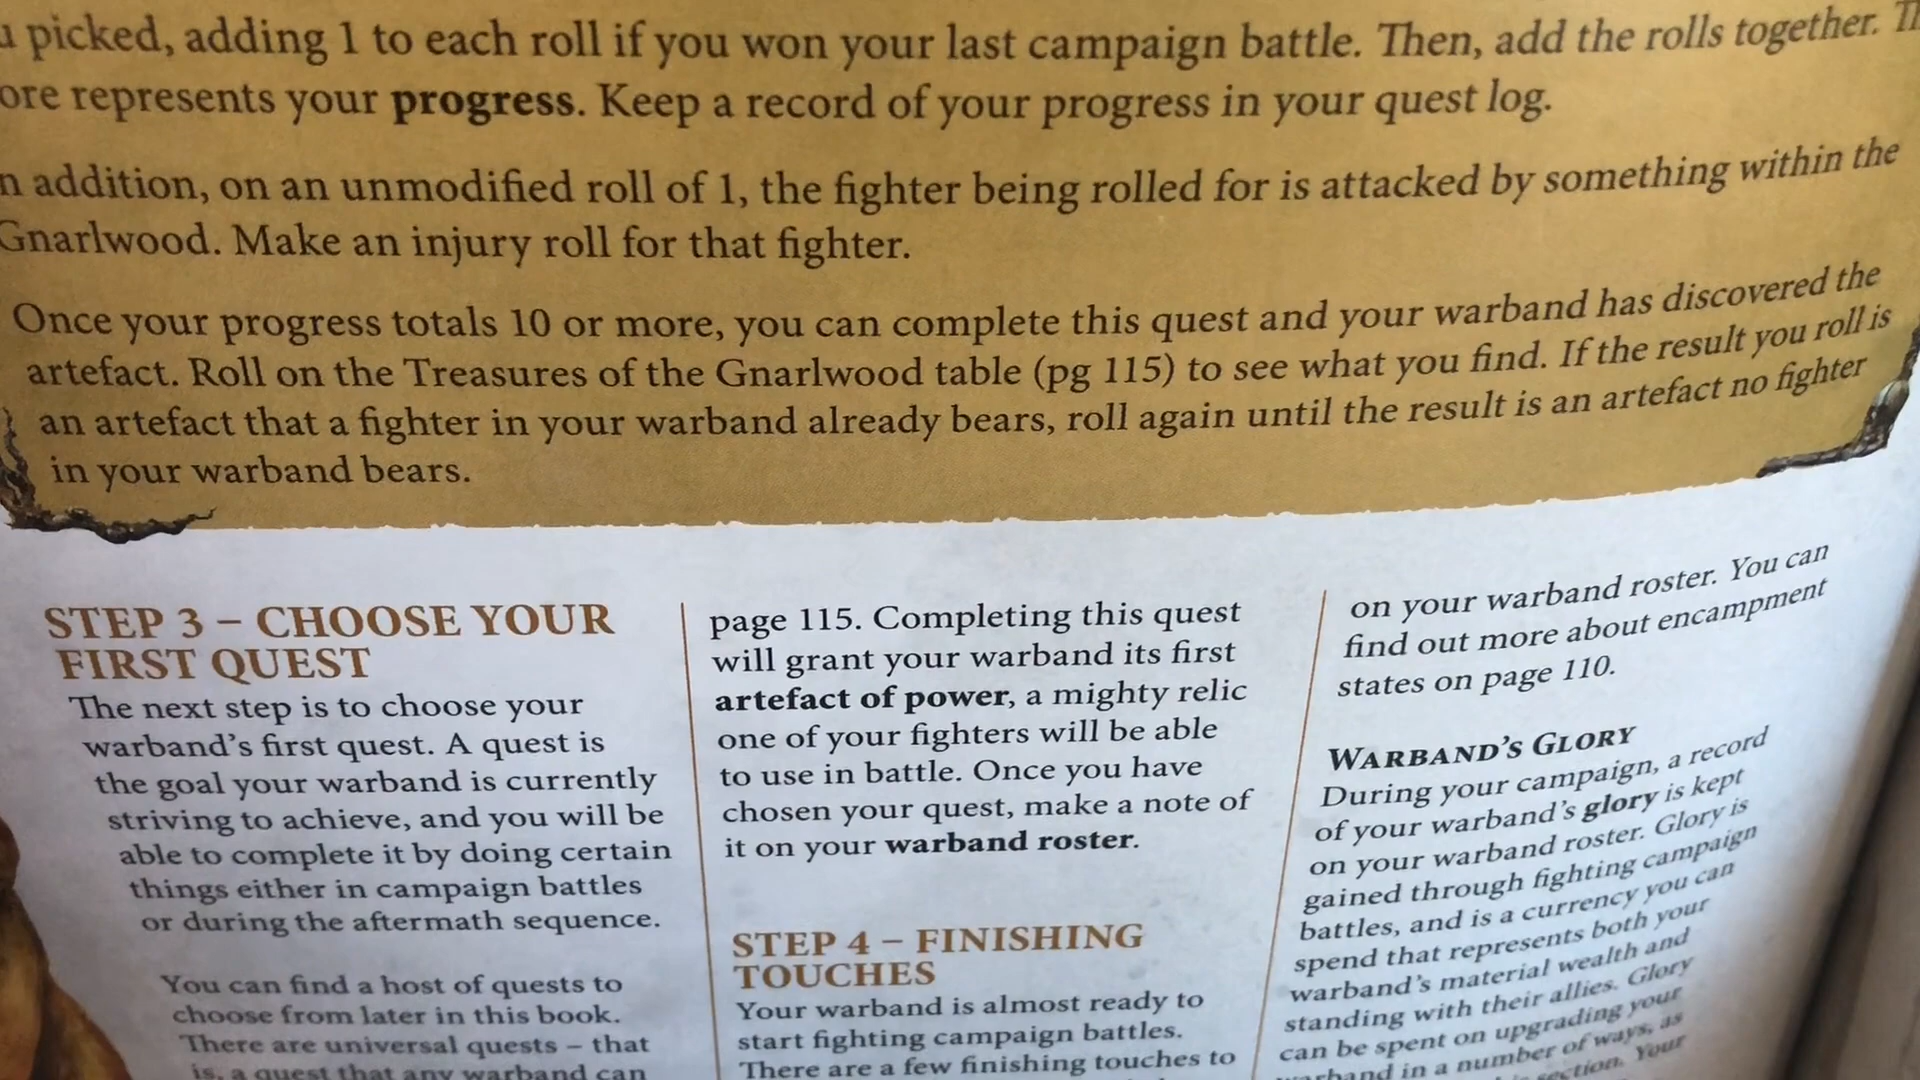 picked, adding 1 to each roll if you won your last campaign battle. Then, add the rolls together.
represents your progress. Keep a record of your progress in your quest log.
addition, on an unmodified roll of 1, the fighter being rolled for is attacked by something within the
Gnarlwood. Make an injury roll for that fighter.
Once your progress totals 10 or more, you can complete this quest and your warband has discovered the
artefact. Roll on the Treasures of the Gnarlwood table (pg 115) to see what you find. If the result you roll is
an artefact that a fighter in your warband already bears, roll again until the result is an artefact no fighter
in your warband bears.
STEP 3 – CHOOSE YOUR
FIRST QUEST
The next step is to choose your
warband's first quest. A quest is
the goal your warband is currently
striving to achieve, and you will be
able to complete it by doing certain
things either in campaign battles
or during the aftermath sequence.
You can find a host of quests to
choose from later in this book.
There are universal quests – that
is, a quest that any warband can
page 115. Completing this quest
will grant your warband its first
artefact of power, a mighty relic
one of your fighters will be able
to use in battle. Once you have
chosen your quest, make a note of
it on your warband roster.
STEP 4 – FINISHING
TOUCHES
Your warband is almost ready to
start fighting campaign battles.
There are a few finishing touches to
on your warband roster. You can
find out more about encampment
states on page 110.
WARBAND'S GLORY
During your campaign, a record
of your warband's glory is kept
on your warband roster. Glory is
gained through fighting campaign
battles, and is a currency you can
spend that represents both your
warband's material wealth and
standing with their allies. Glory
can be spent on upgrading your
warband in a number of ways, as
section. Your